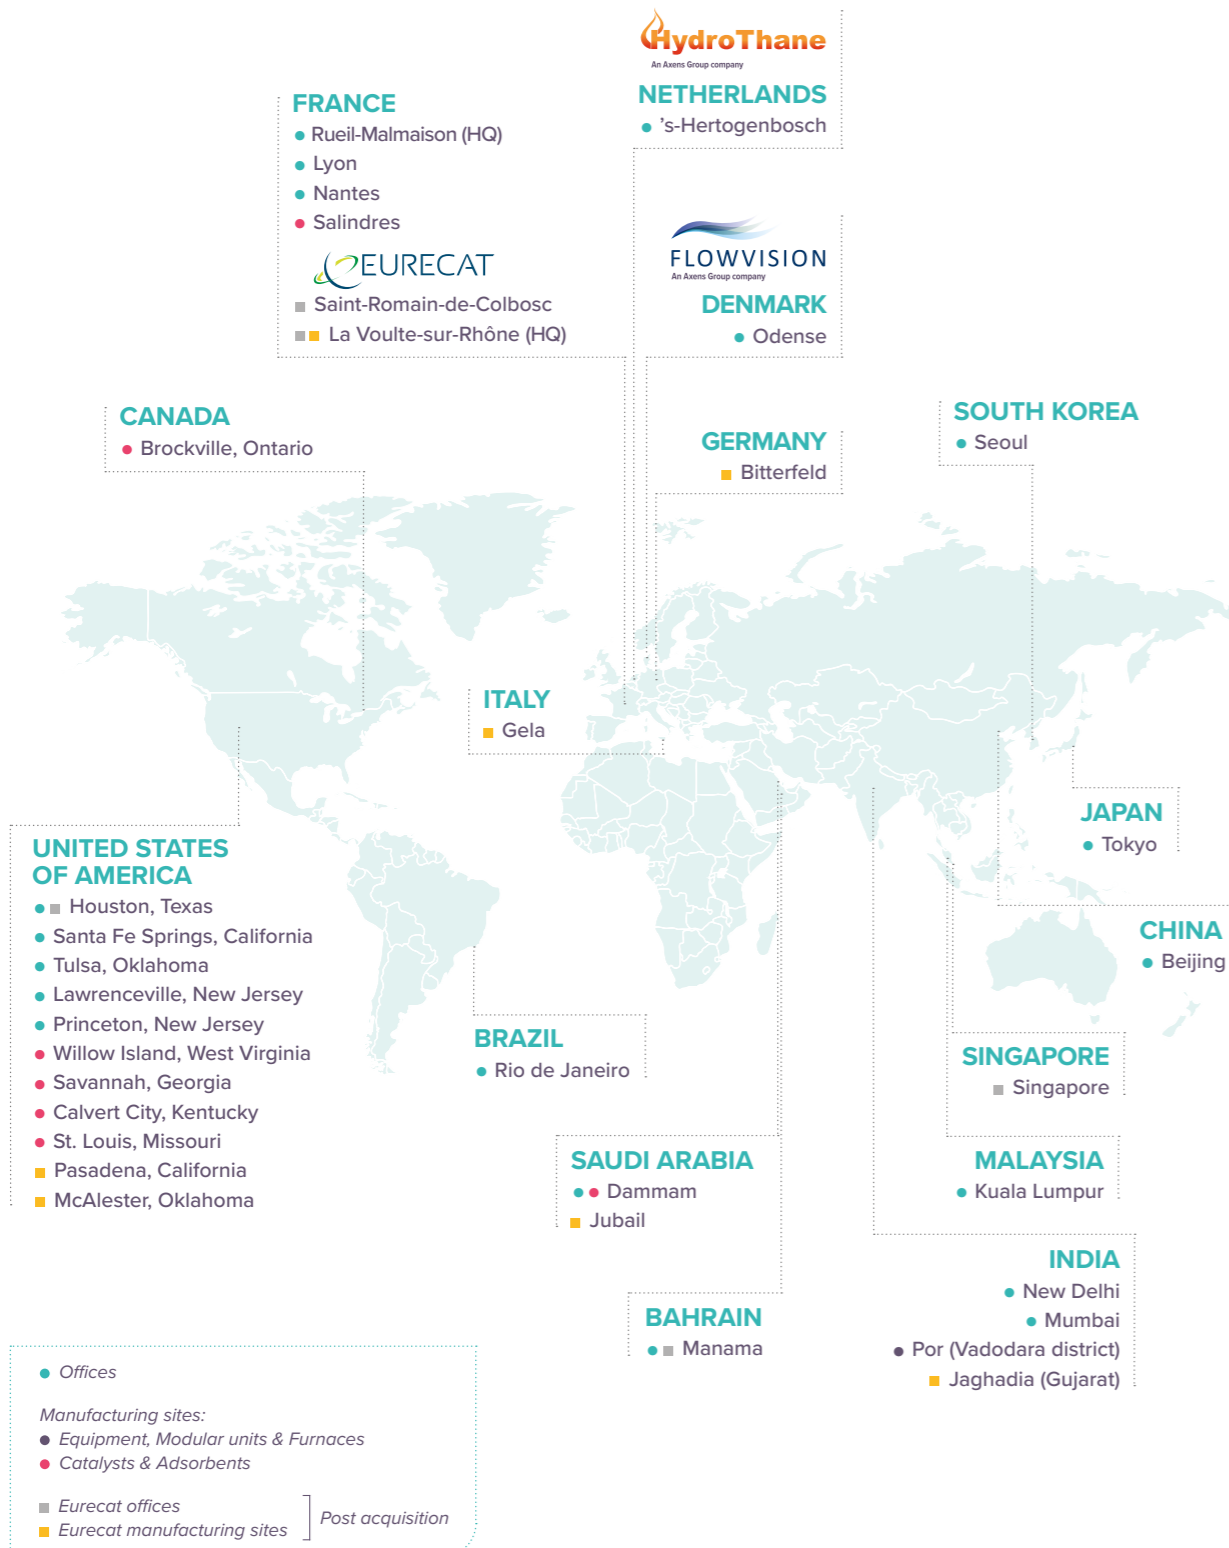 HydroThane
An Axens Group company
NETHERLANDS
's-Hertogenbosch
FRANCE
Rueil-Malmaison (HQ)
Lyon
Nantes
Salindres
EURECAT
Saint-Romain-de-Colbosc
La Voulte-sur-Rhône (HQ)
FLOWVISION
An Axens Group company
DENMARK
Odense
CANADA
Brockville, Ontario
GERMANY
Bitterfeld
SOUTH KOREA
Seoul
ITALY
Gela
JAPAN
Tokyo
UNITED STATES
OF AMERICA
Houston, Texas
Santa Fe Springs, California
Tulsa, Oklahoma
Lawrenceville, New Jersey
Princeton, New Jersey
Willow Island, West Virginia
Savannah, Georgia
Calvert City, Kentucky
St. Louis, Missouri
Pasadena, California
McAlester, Oklahoma
CHINA
Beijing
BRAZIL
Rio de Janeiro
SINGAPORE
Singapore
SAUDI ARABIA
Dammam
Jubail
MALAYSIA
Kuala Lumpur
INDIA
New Delhi
Mumbai
Por (Vadodara district)
Jaghadia (Gujarat)
BAHRAIN
Manama
Offices
Manufacturing sites:
Equipment, Modular units & Furnaces
Catalysts & Adsorbents
Eurecat offices
Eurecat manufacturing sites
Post acquisition